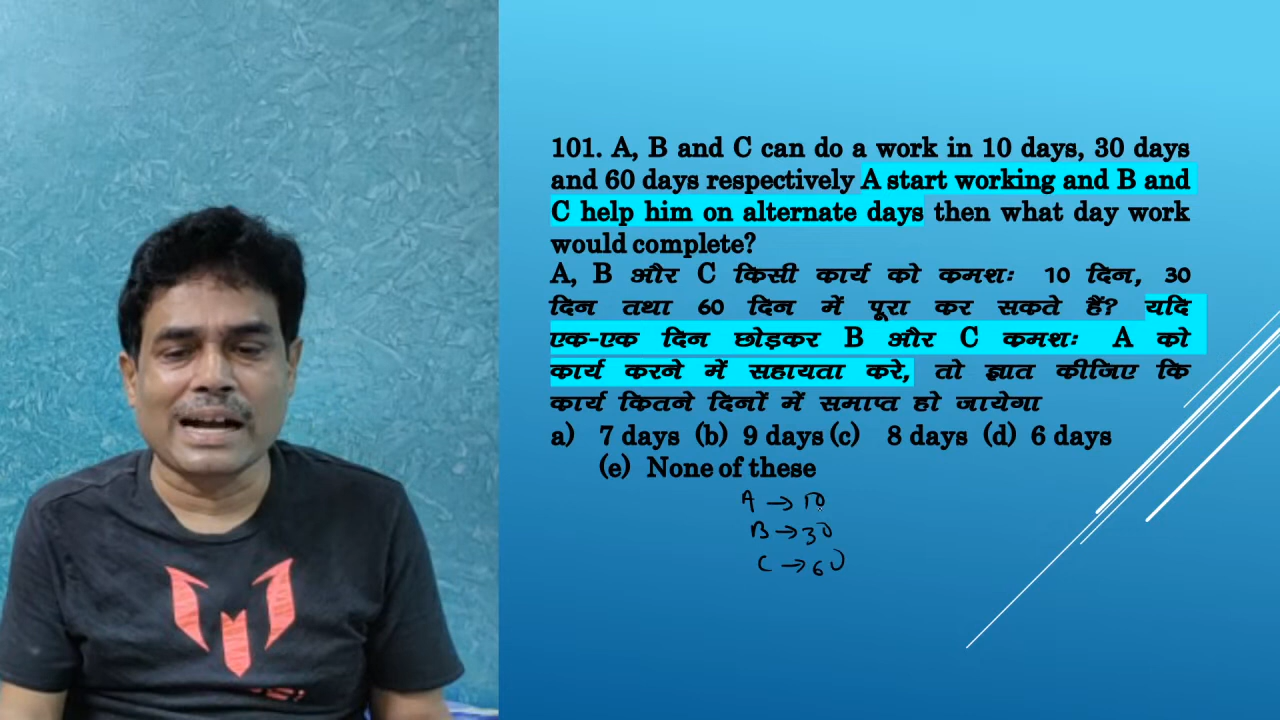 101. A, B and C can do a work in 10 days, 30 days
and 60 days respectively A start working and B and
C help him on alternate days then what day work
would complete?
A, B और C किसी कार्य को कमशः 10 दिन, 30
दिन तथा 60 दिन में पूरा कर सकते हैं? यदि
एक-एक दिन छोड़कर B और C कमशः A को
कार्य करने में सहायता करे, तो ज्ञात कीजिए कि
कार्य कितने दिनों में समाप्त हो जायेगा
a) 7 days (b) 9 days (c) 8 days (d) 6 days
(e) None of these
A → 10
B → 30
C → 60